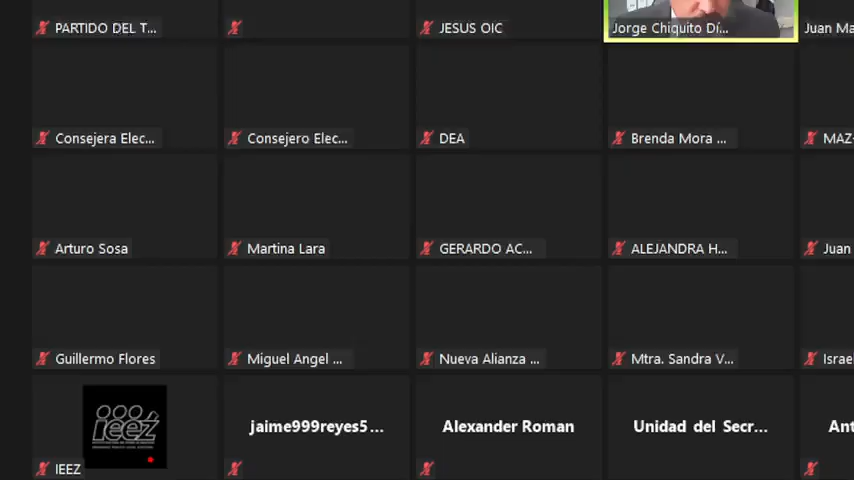 PARTIDO DEL T...
JESUS OIC
Jorge Chiquito Dí...
Juan Ma
Consejera Elec...
Consejero Elec...
DEA
Brenda Mora ...
MAZ
Arturo Sosa
Martina Lara
GERARDO AC...
ALEJANDRA H...
Juan
Guillermo Flores
Miguel Angel ...
Nueva Alianza ...
Mtra. Sandra V...
Israe
ieez
IEEZ
jaime999reyes5...
Alexander Roman
Unidad del Secr...
Ant